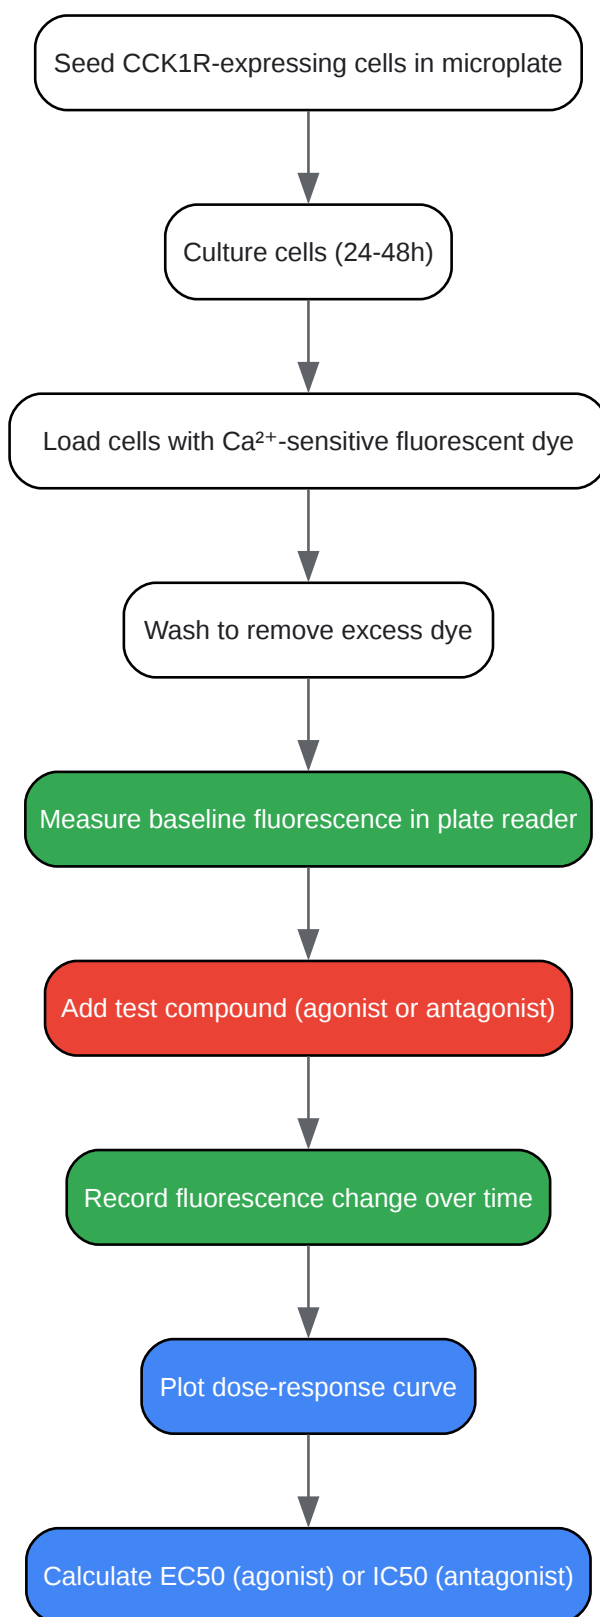 Seed CCK1R-expressing cells in microplate
Culture cells (24-48h)
Load cells with Ca²⁺-sensitive fluorescent dye
Wash to remove excess dye
Measure baseline fluorescence in plate reader
Add test compound (agonist or antagonist)
Record fluorescence change over time
Plot dose-response curve
Calculate EC50 (agonist) or IC50 (antagonist)